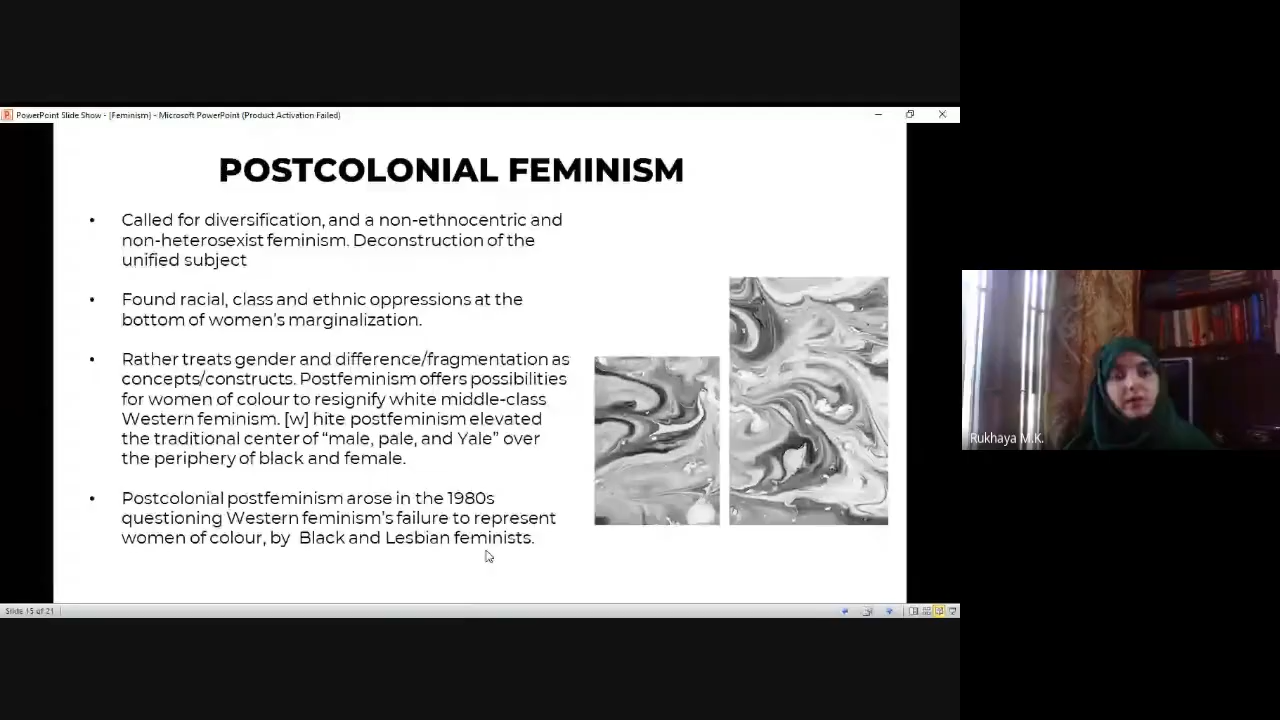 PowerPoint Slide Show - [Feminism] - Microsoft PowerPoint (Product Activation Failed)
POSTCOLONIAL FEMINISM
• Called for diversification, and a non-ethnocentric and
non-heterosexist feminism. Deconstruction of the
unified subject
• Found racial, class and ethnic oppressions at the
bottom of women's marginalization.
• Rather treats gender and difference/fragmentation as
concepts/constructs. Postfeminism offers possibilities
for women of colour to resignify white middle-class
Western feminism. [w] hite postfeminism elevated
the traditional center of “male, pale, and Yale” over
the periphery of black and female.
• Postcolonial postfeminism arose in the 1980s
questioning Western feminism's failure to represent
women of colour, by Black and Lesbian feminists.
Slide 15 of 21
Rukhaya M.K.